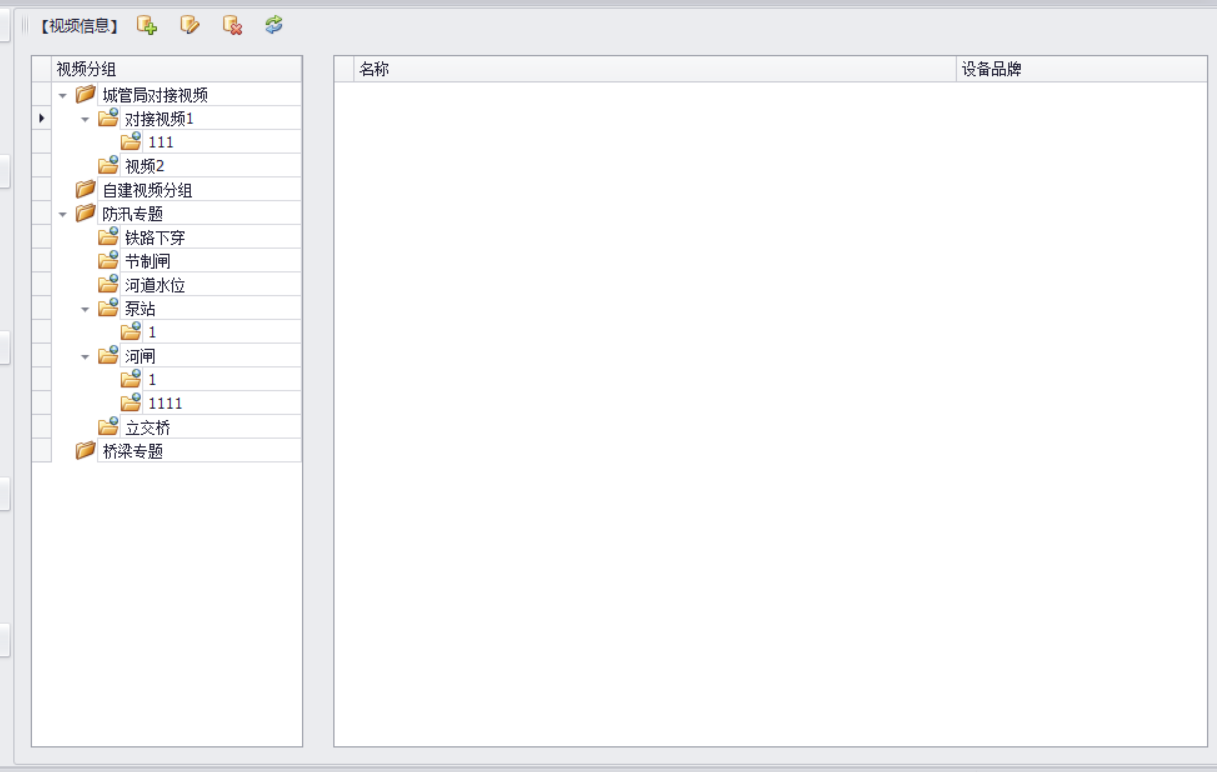 【视频信息】
视频分组
名称
设备品牌
城管局对接视频
对接视频1
111
视频2
自建视频分组
防汛专题
铁路下穿
节制闸
河道水位
泵站
1
河闸
1
1111
立交桥
桥梁专题